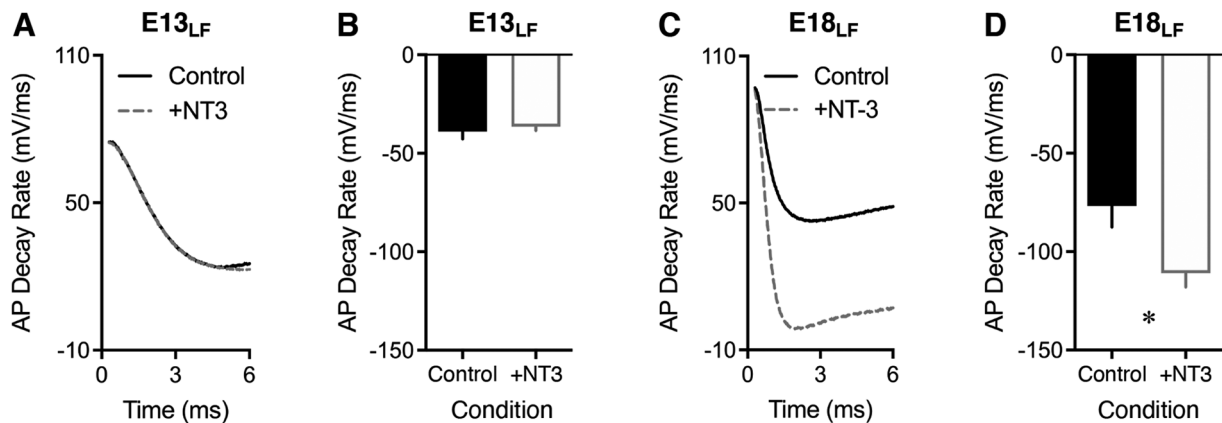 A
E13LF
AP Decay Rate (mV/ms)
110
50
-10
Control
+NT3
0
3
6
Time (ms)
B
E13LF
AP Decay Rate (mV/ms)
0
-50
-100
-150
Control +NT3
Condition
C
E18LF
AP Decay Rate (mV/ms)
110
50
-10
Control
+NT-3
0
3
6
Time (ms)
D
E18LF
AP Decay Rate (mV/ms)
0
-50
-100
-150
*
Control +NT3
Condition